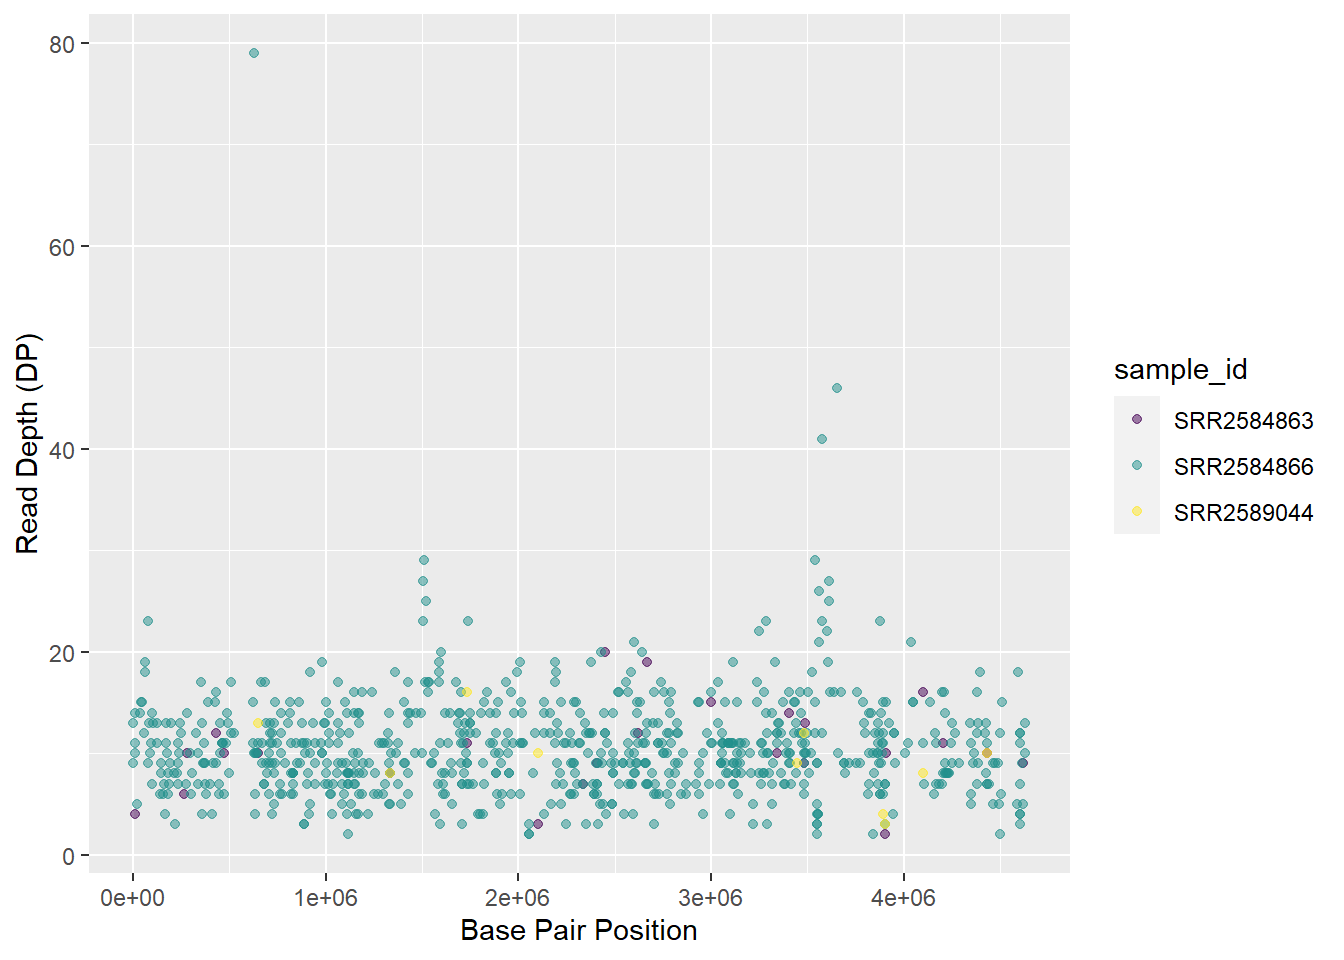 80
60
40
20
0
Read Depth (DP)
0e+00 1e+06 2e+06 3e+06 4e+06
Base Pair Position
sample_id
SRR2584863
SRR2584866
SRR2589044